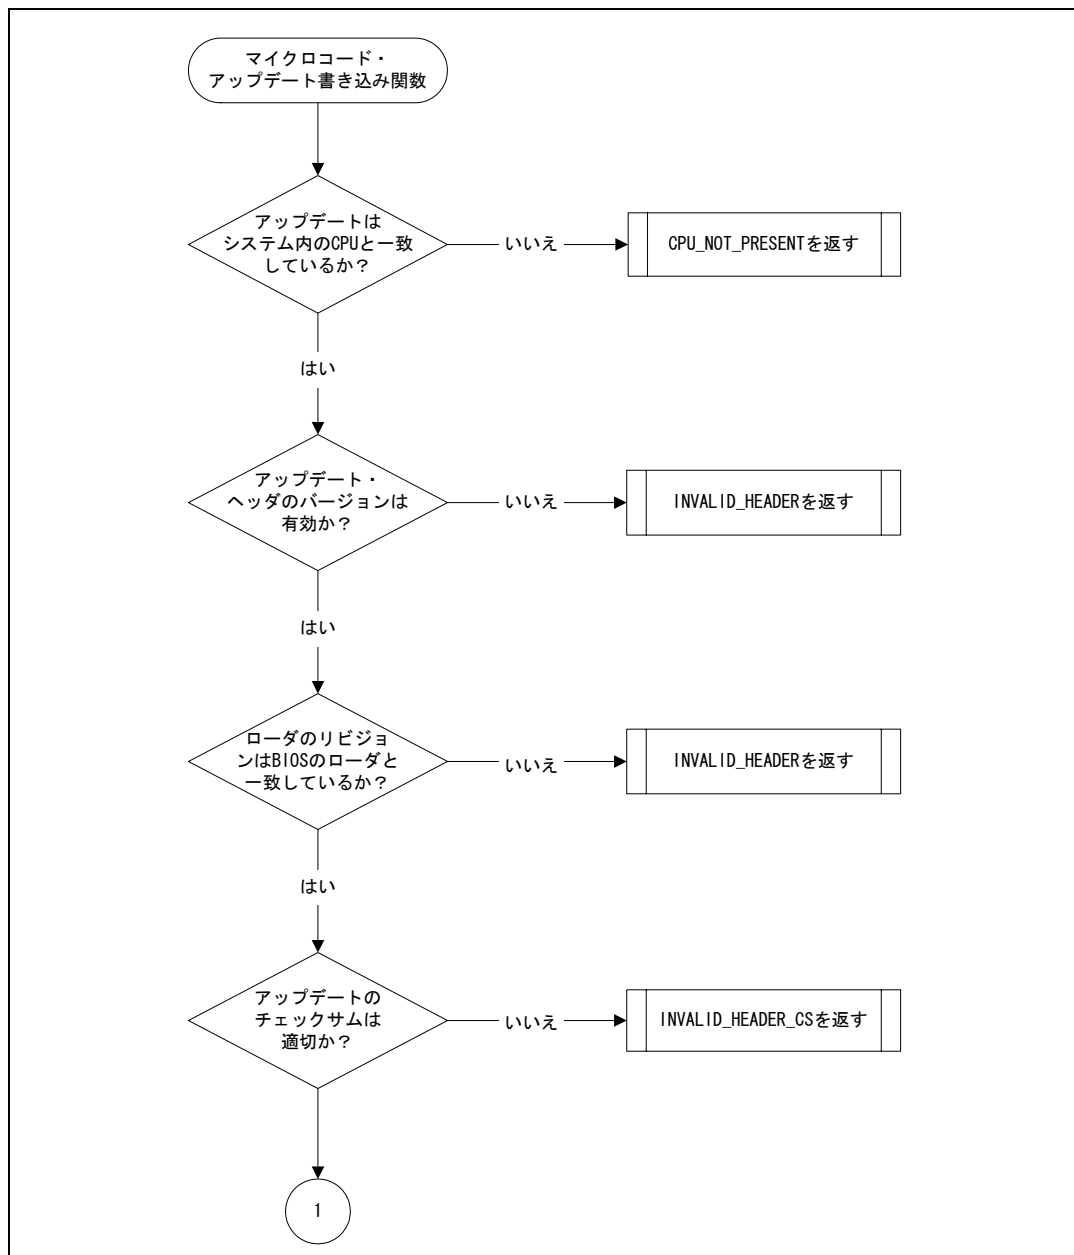 マイクロコード・
アップデート書き込み関数
アップデートは
システム内のCPUと一致
しているか？
いいえ
CPU_NOT_PRESENTを返す
はい
アップデート・
ヘッダのバージョンは
有効か？
いいえ
INVALID_HEADERを返す
はい
ローダのリビジョ
ンはBIOSのローダと
一致しているか？
いいえ
INVALID_HEADERを返す
はい
アップデートの
チェックサムは
適切か？
いいえ
INVALID_HEADER_CSを返す
1